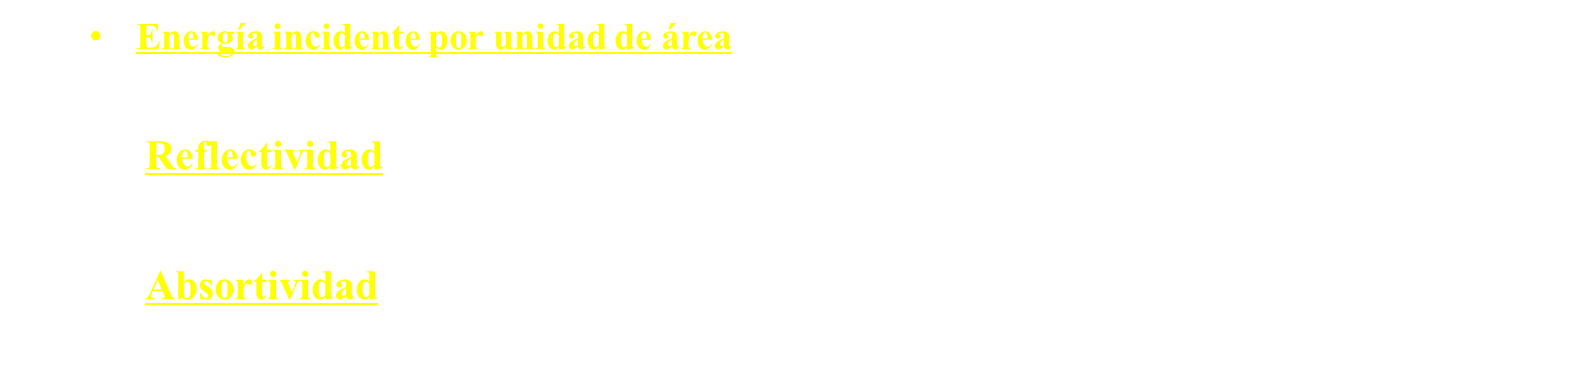 • Energía incidente por unidad de área
Reflectividad
Absortividad